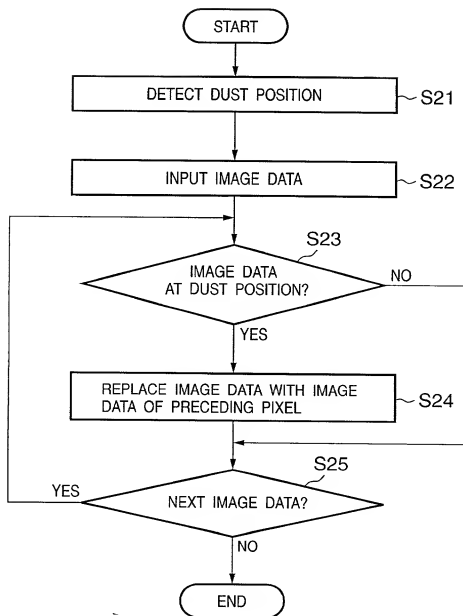 START
DETECT DUST POSITION
S21
INPUT IMAGE DATA
S22
S23
IMAGE DATA
AT DUST POSITION?
NO
YES
REPLACE IMAGE DATA WITH IMAGE
DATA OF PRECEDING PIXEL
S24
S25
YES
NEXT IMAGE DATA?
NO
END